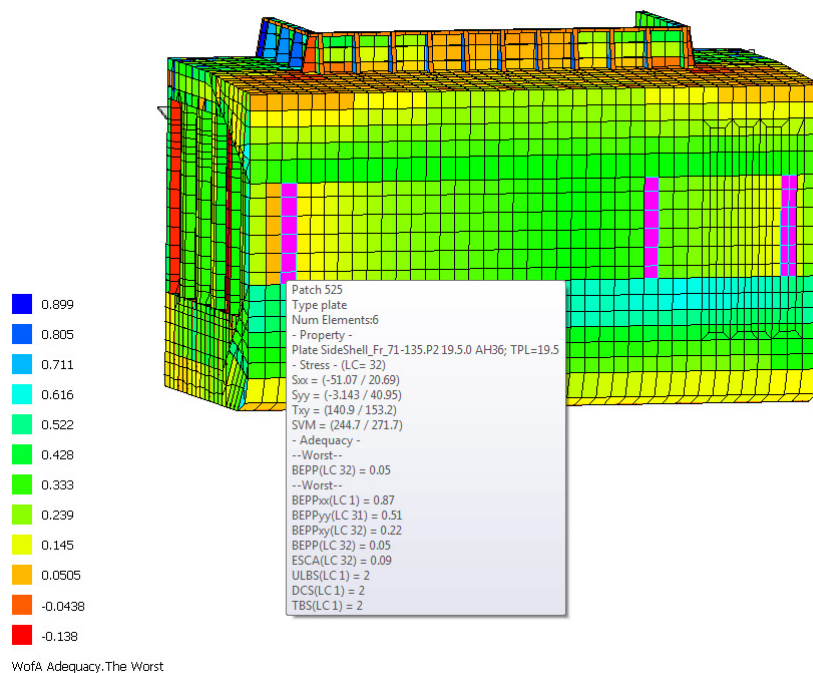 Patch 525
Type plate
Num Elements:6
- Property -
Plate SideShell_Fr_71-135.P2 19.5.0 AH36; TPL=19.5
- Stress - (LC= 32)
Sxx = (-51.07 / 20.69)
Syy = (-3.143 / 40.95)
Txy = (140.9 / 153.2)
SVM = (244.7 / 271.7)
- Adequacy -
--Worst--
BEPP(LC 32) = 0.05
--Worst--
BEPPxx(LC 1) = 0.87
BEPPyy(LC 31) = 0.51
BEPPxy(LC 32) = 0.22
BEPP(LC 32) = 0.05
ESCA(LC 32) = 0.09
ULBS(LC 1) = 2
DCS(LC 1) = 2
TBS(LC 1) = 2
0.899
0.805
0.711
0.616
0.522
0.428
0.333
0.239
0.145
0.0505
-0.0438
-0.138
WofA Adequacy.The Worst